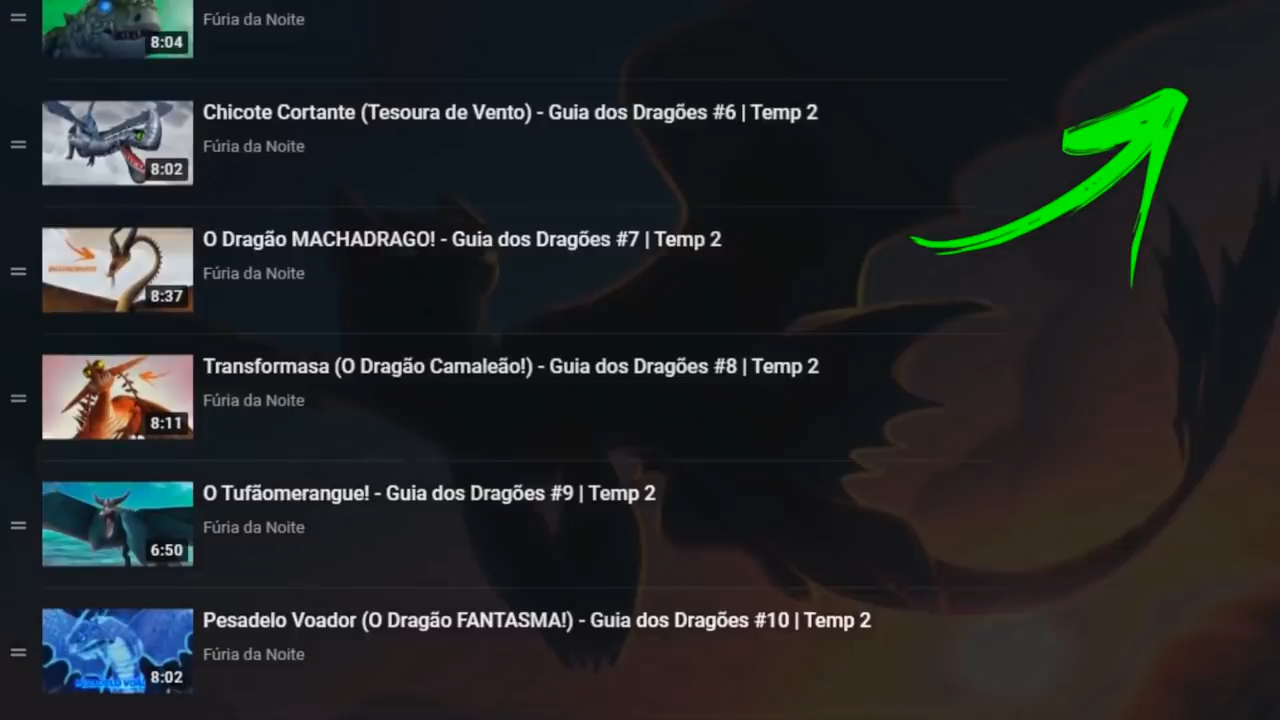 Fúria da Noite
8:04
Chicote Cortante (Tesoura de Vento) - Guia dos Dragões #6 | Temp 2
Fúria da Noite
8:02
O Dragão MACHADRAGO! - Guia dos Dragões #7 | Temp 2
Fúria da Noite
8:37
Transformasa (O Dragão Camaleão!) - Guia dos Dragões #8 | Temp 2
Fúria da Noite
8:11
O Tufãomerangue! - Guia dos Dragões #9 | Temp 2
Fúria da Noite
6:50
Pesadelo Voador (O Dragão FANTASMA!) - Guia dos Dragões #10 | Temp 2
Fúria da Noite
8:02